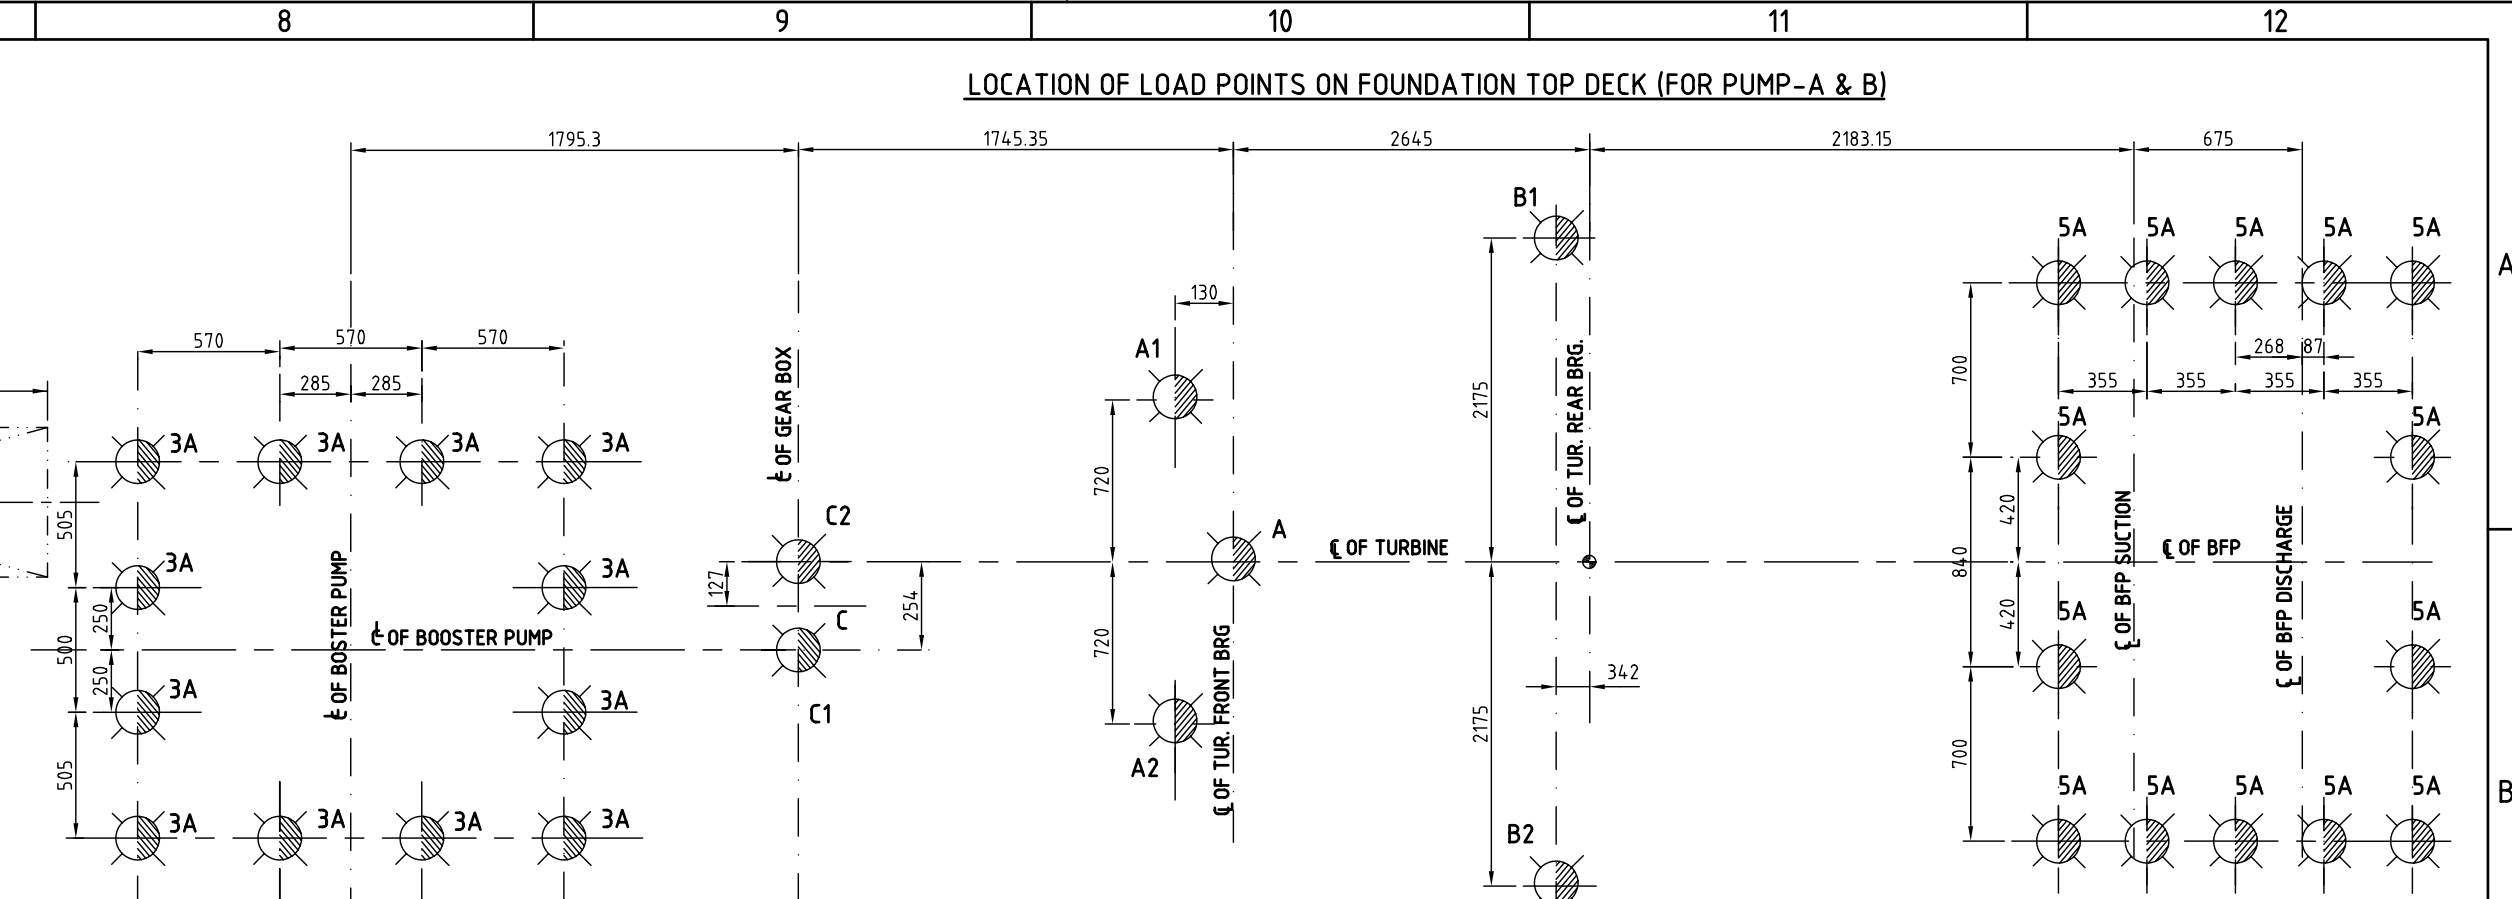 8 9 10 11 12
LOCATION OF LOAD POINTS ON FOUNDATION TOP DECK (FOR PUMP-A & B)
1795.3 1745.35 2645 2183.15 675
B1
5A 5A 5A 5A 5A
A
130
570 570 570
A1
268 87
285 285
355 355 355 355
700
2175
℄ OF GEAR BOX
℄ OF TUR. REAR BRG.
3A 3A 3A 3A
5A 5A
720
505
C2
A
420
℄ OF TURBINE
℄ OF BFP
840
℄ OF BFP SUCTION
℄ OF BFP DISCHARGE
3A 3A
127
254
250
500
C
420
5A 5A
℄ OF BOSTER PUMP
℄ OF BOOSTER PUMP
720
250
342
3A 3A
C1
℄ OF TUR. FRONT BRG
2175
700
505
A2
5A 5A 5A 5A 5A
B
3A 3A 3A 3A
B2